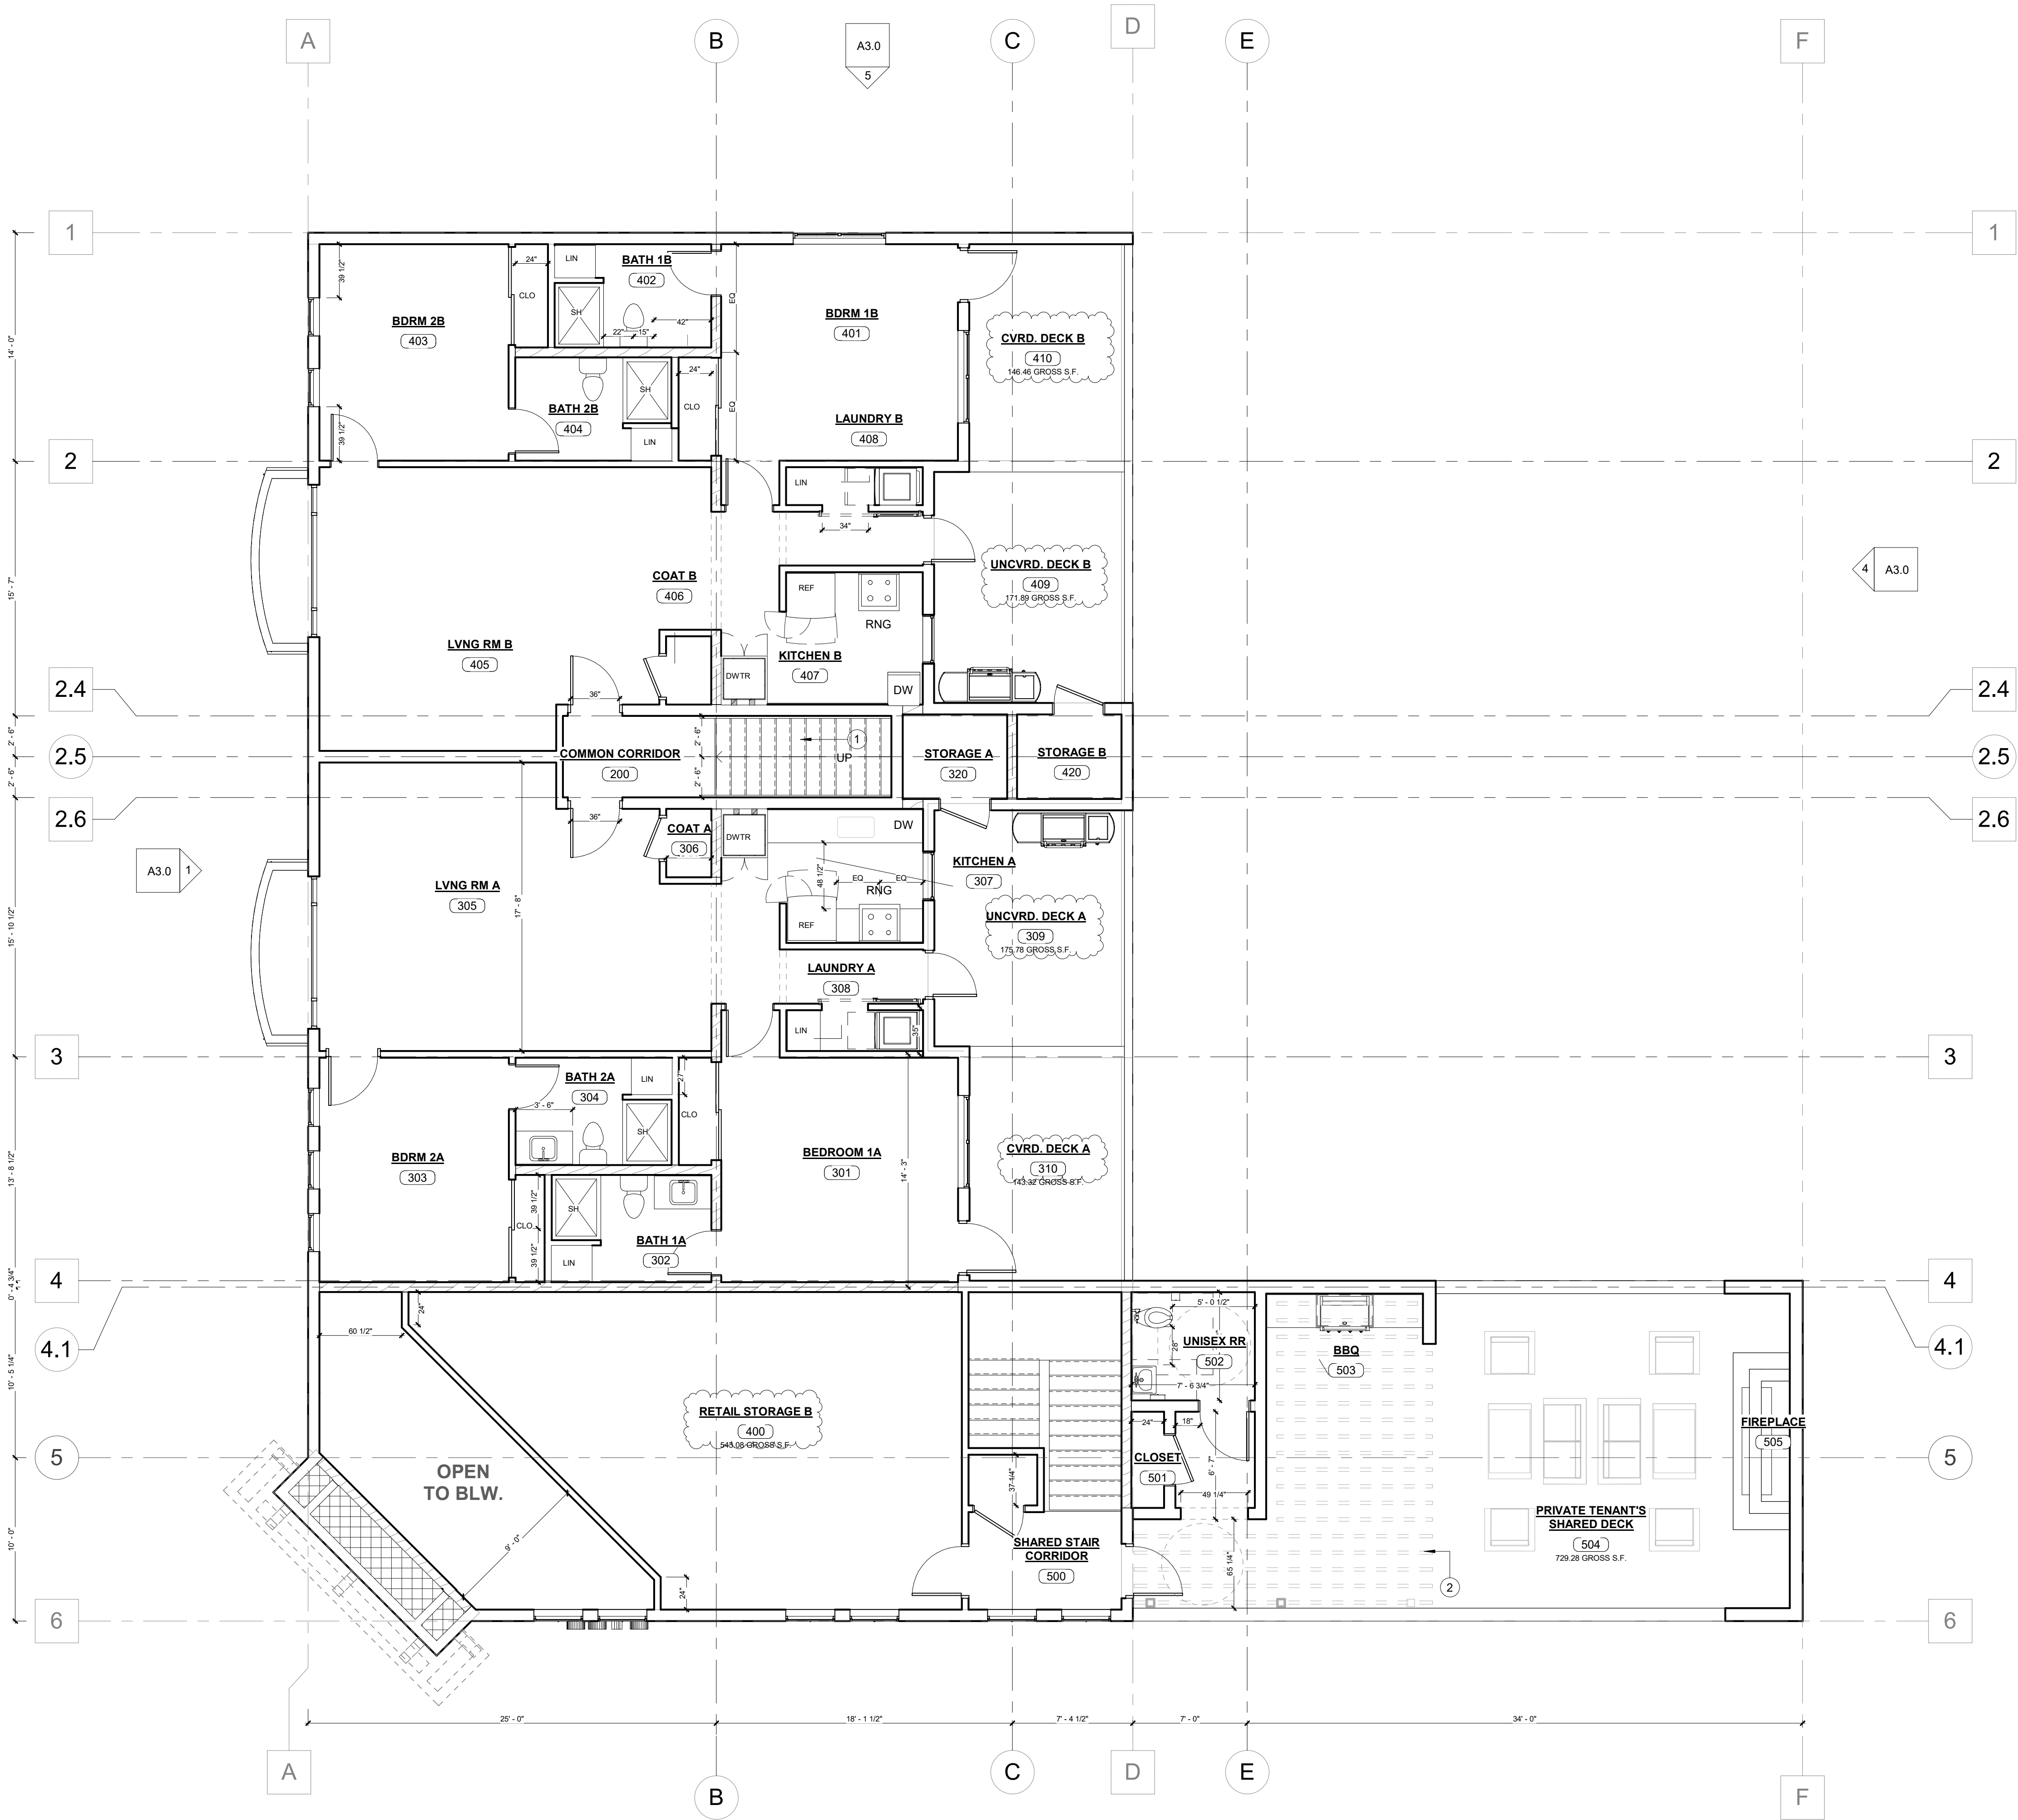 A
B
C
D
E
F
A3.0
5
1
1
14' - 0"
39 1/2"
24"
CLO
LIN
BATH 1B
402
SH
22"
15"
42"
EQ
BDRM 2B
403
BDRM 1B
401
CVRD. DECK B
410
146.46 GROSS S.F.
BATH 2B
404
SH
LIN
24"
CLO
EQ
LAUNDRY B
408
39 1/2"
2
2
15' - 7"
LIN
34"
COAT B
406
REF
RNG
UNCVRD. DECK B
409
171.89 GROSS S.F.
4
A3.0
LVNG RM B
405
KITCHEN B
407
DWTR
DW
36"
2.4
2.4
2' - 6"
2' - 6"
COMMON CORRIDOR
200
1
UP
STORAGE A
320
STORAGE B
420
2.5
2.5
2' - 6"
2' - 6"
2.6
2.6
36"
COAT A
306
DWTR
DW
KITCHEN A
307
48 1/2"
EQ
EQ
RNG
REF
A3.0
1
LVNG RM A
305
17' - 8"
15' - 10 1/2"
UNCVRD. DECK A
309
175.78 GROSS S.F.
LAUNDRY A
308
LIN
35"
3
3
BATH 2A
304
LIN
27"
CLO
3' - 6"
SH
BDRM 2A
303
BEDROOM 1A
301
14' - 3"
CVRD. DECK A
310
143.32 GROSS S.F.
13' - 8 1/2"
39 1/2"
CLO
39 1/2"
SH
LIN
BATH 1A
302
4
4
0' - 4 3/4"
4.1
4.1
24"
60 1/2"
10' - 5 1/4"
5' - 0 1/2"
UNISEX RR
502
28"
7' - 6 3/4"
BBQ
503
RETAIL STORAGE B
400
543.08 GROSS S.F.
24"
18"
FIREPLACE
505
5
5
OPEN
TO BLW.
CLOSET
501
6' - 7"
49 1/4"
37 1/4"
9' - 0"
10' - 0"
SHARED STAIR
CORRIDOR
500
PRIVATE TENANT'S
SHARED DECK
504
729.28 GROSS S.F.
65 1/4"
2
24"
6
6
25' - 0"
18' - 1 1/2"
7' - 4 1/2"
7' - 0"
34' - 0"
A
B
C
D
E
F